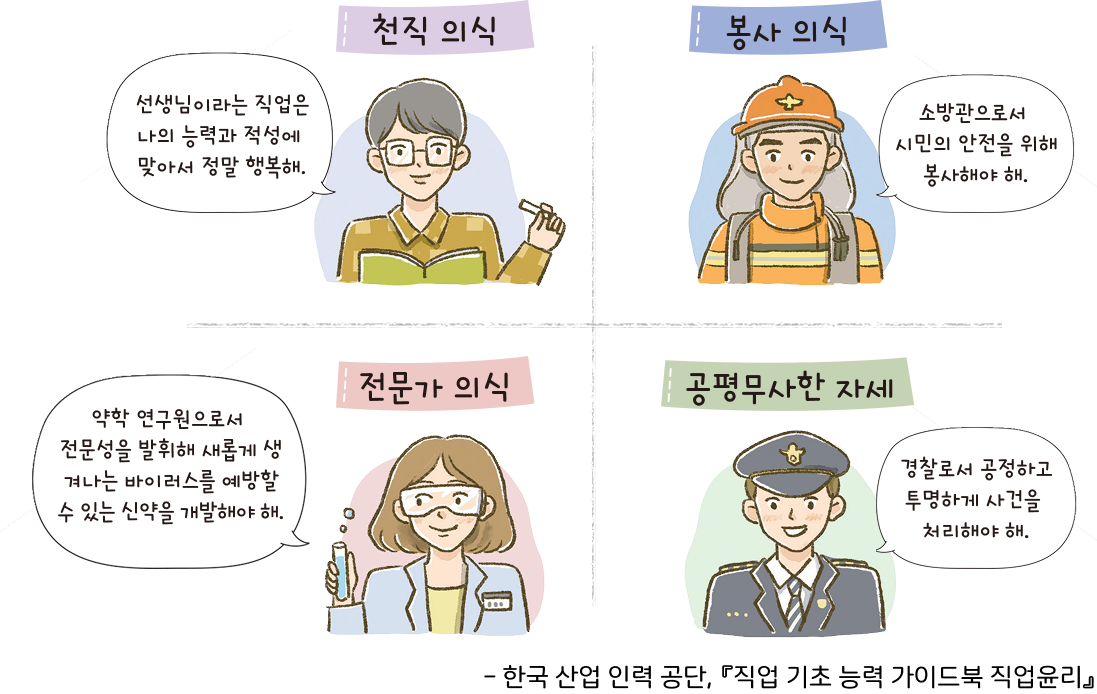 천직 의식
선생님이라는 직업은
나의 능력과 적성에
맞아서 정말 행복해.
봉사 의식
소방관으로서
시민의 안전을 위해
봉사해야 해.
전문가 의식
약학 연구원으로서
전문성을 발휘해 새롭게 생
겨나는 바이러스를 예방할
수 있는 신약을 개발해야 해.
공평무사한 자세
경찰로서 공정하고
투명하게 사건을
처리해야 해.
– 한국 산업 인력 공단, 『직업 기초 능력 가이드북 직업윤리』